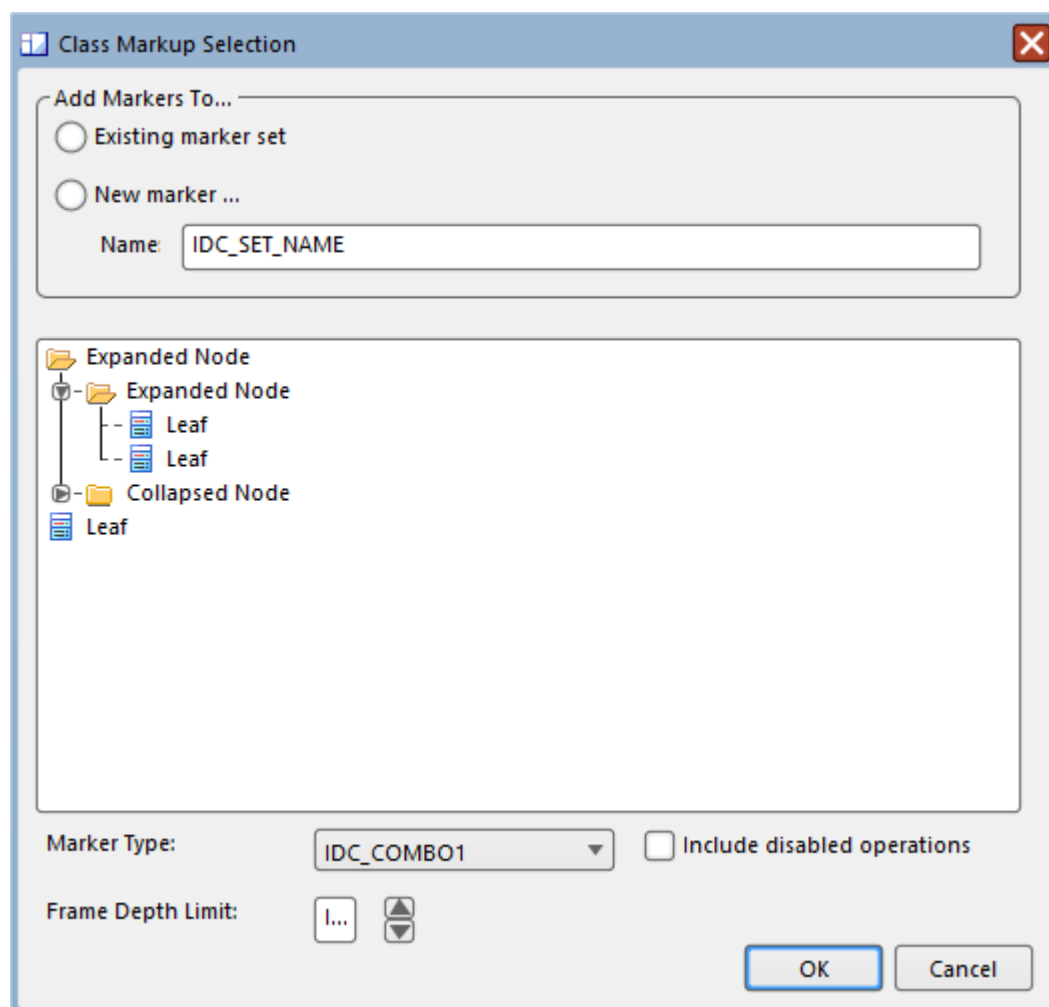 Class Markup Selection
Add Markers To...
Existing marker set
New marker ...
Name: IDC_SET_NAME
Expanded Node
Expanded Node
Leaf
Leaf
Collapsed Node
Leaf
Marker Type: IDC_COMBO1 Include disabled operations
Frame Depth Limit: I...
OK Cancel